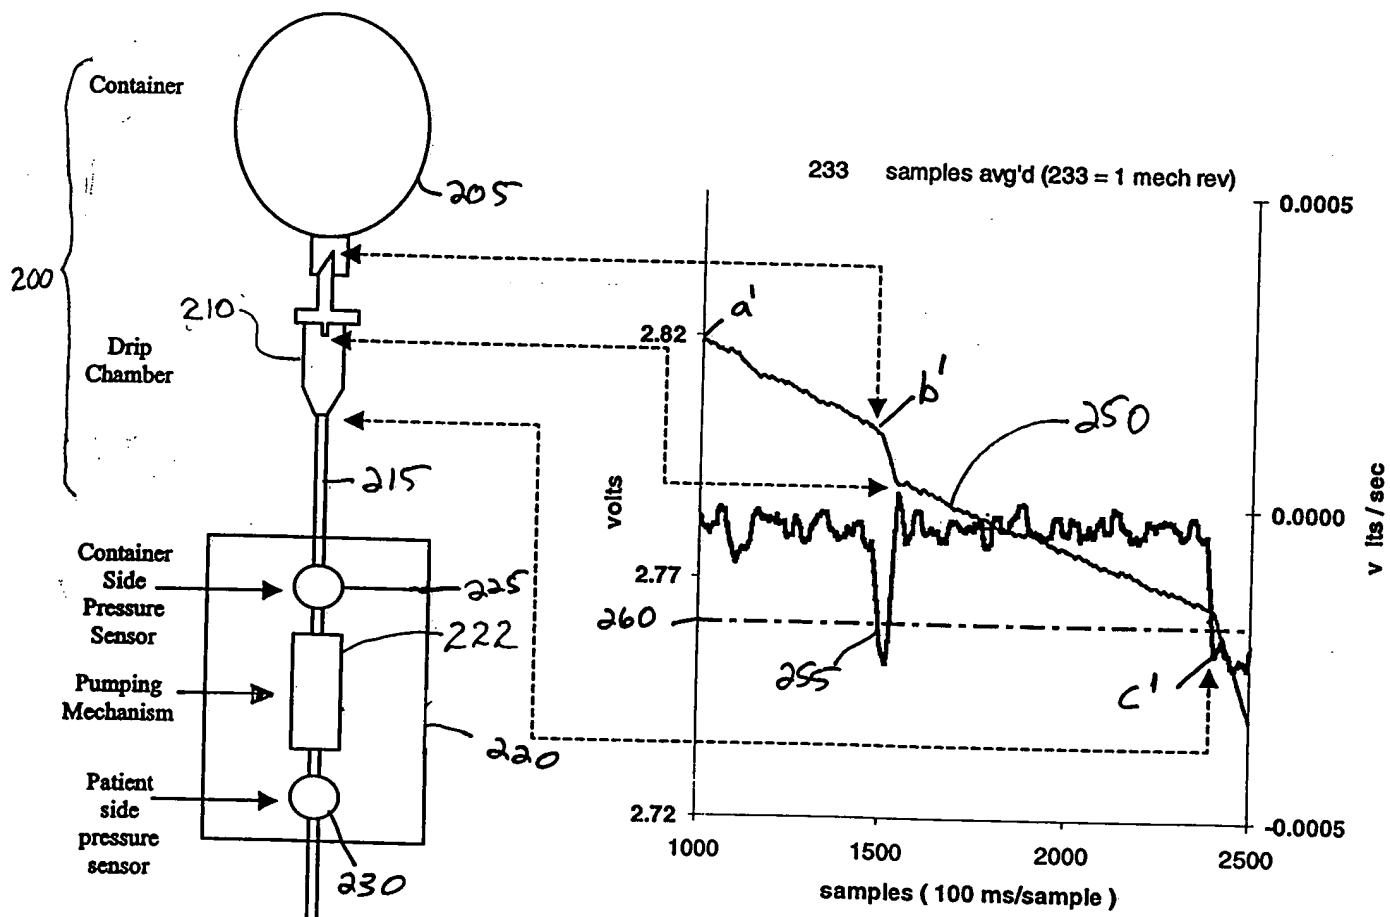 Container
205
200
210
Drip
Chamber
215
Container
Side
Pressure
Sensor
225
222
Pumping
Mechanism
220
Patient
side
pressure
sensor
230
233 samples avg'd (233 = 1 mech rev)
0.0005
a'
2.82
b'
250
volts
0.0000
v lts / sec
2.77
260
255
c'
2.72
-0.0005
1000
1500
2000
2500
samples ( 100 ms/sample )